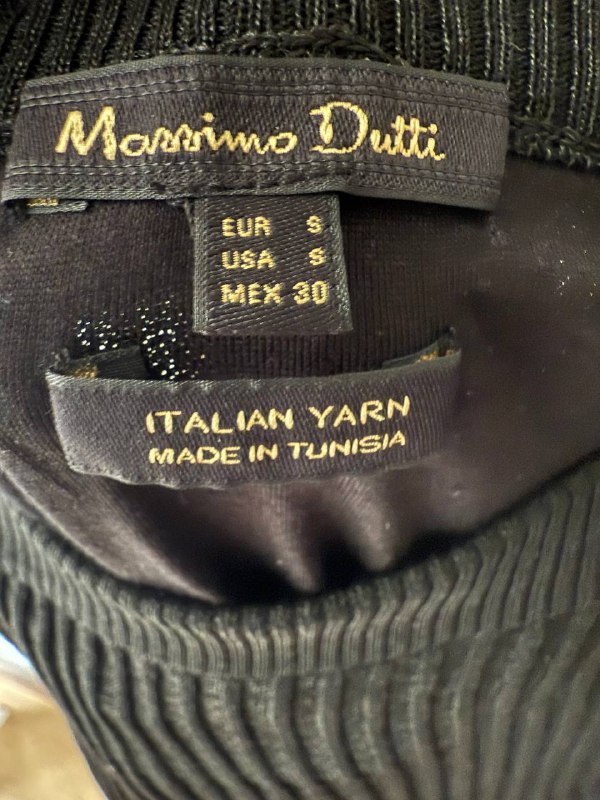 Massimo Dutti
EUR S
USA S
MEX 30
ITALIAN YARN
MADE IN TUNISIA